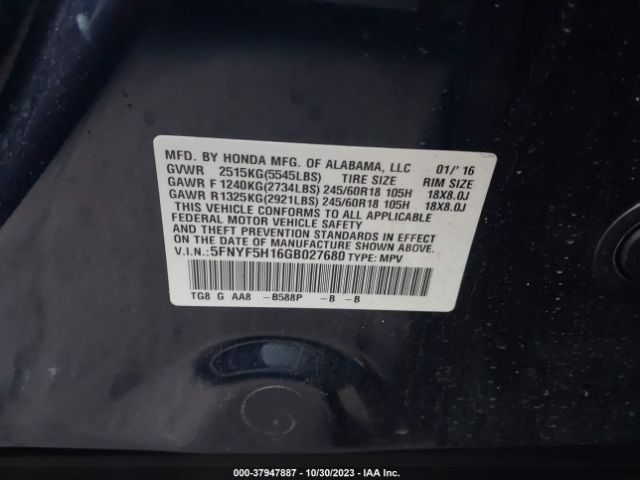 MFD. BY HONDA MFG. OF ALABAMA, LLC 01/'16
GVWR 2515KG(5545LBS) TIRE SIZE RIM SIZE
GAWR F 1240KG(2734LBS) 245/60R18 105H 18X8.0J
GAWR R 1325KG(2921LBS) 245/60R18 105H 18X8.0J
THIS VEHICLE CONFORMS TO ALL APPLICABLE
FEDERAL MOTOR VEHICLE SAFETY
AND THEFT PREVENTION STANDARDS IN EFFECT
ON THE DATE OF MANUFACTURE SHOWN ABOVE.
V.I.N.:5FNYF5H16GB027680 TYPE: MPV
TG8 G AA8 -B588P -B -B
000-37947887 - 10/30/2023 - IAA Inc.